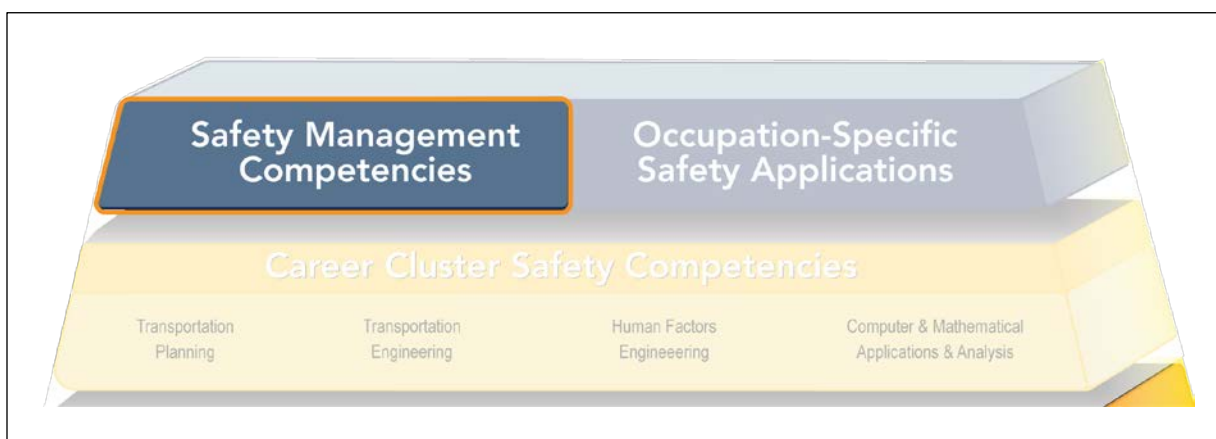 Safety Management
Competencies
Occupation-Specific
Safety Applications
Career Cluster Safety Competencies
Transportation
Planning
Transportation
Engineering
Human Factors
Engineeering
Computer & Mathematical
Applications & Analysis